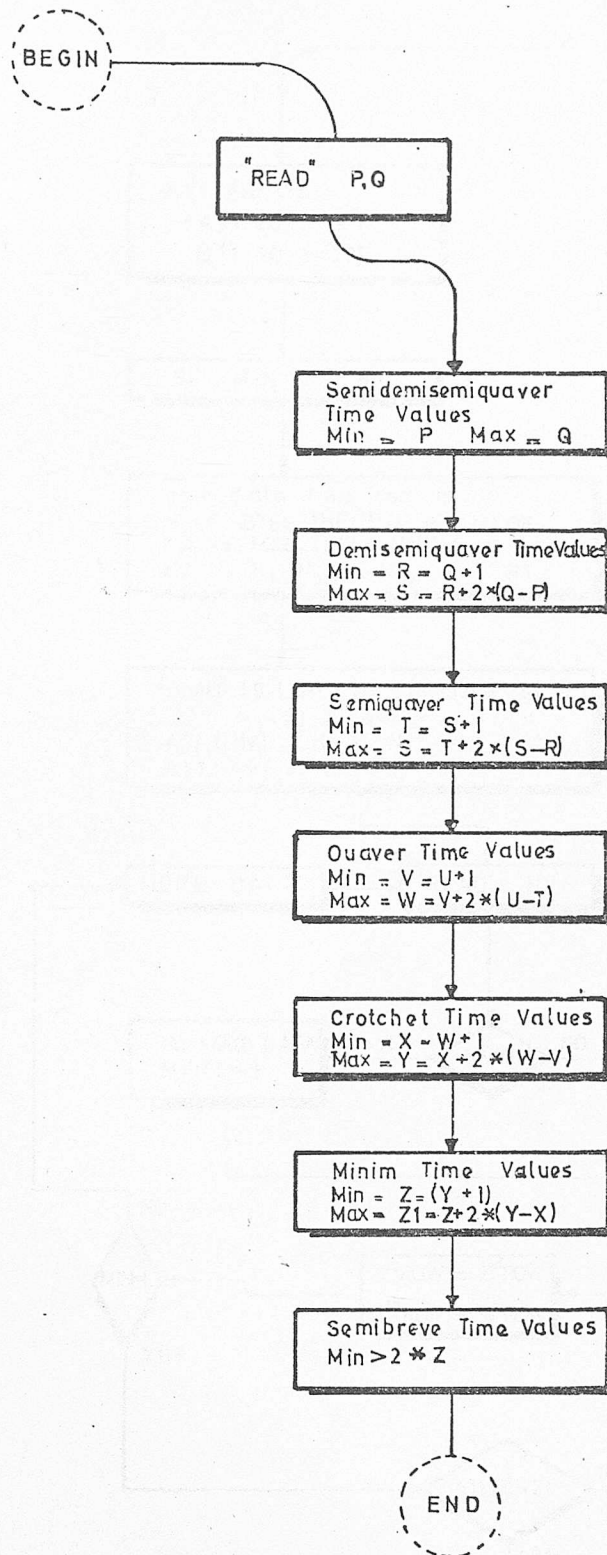 BEGIN
"READ" P,Q
Semidemisemiquaver
Time Values
Min = P Max = Q
Demisemiquaver TimeValues
Min = R = Q+1
Max = S = R+2*(Q-P)
Semiquaver Time Values
Min = T = S+1
Max = S = T+2*(S-R)
Quaver Time Values
Min = V = U+1
Max = W = V+2*(U-T)
Crotchet Time Values
Min = X = W+1
Max = Y = X+2*(W-V)
Minim Time Values
Min = Z = (Y+1)
Max = Z1 = Z+2*(Y-X)
Semibreve Time Values
Min > 2 * Z
END